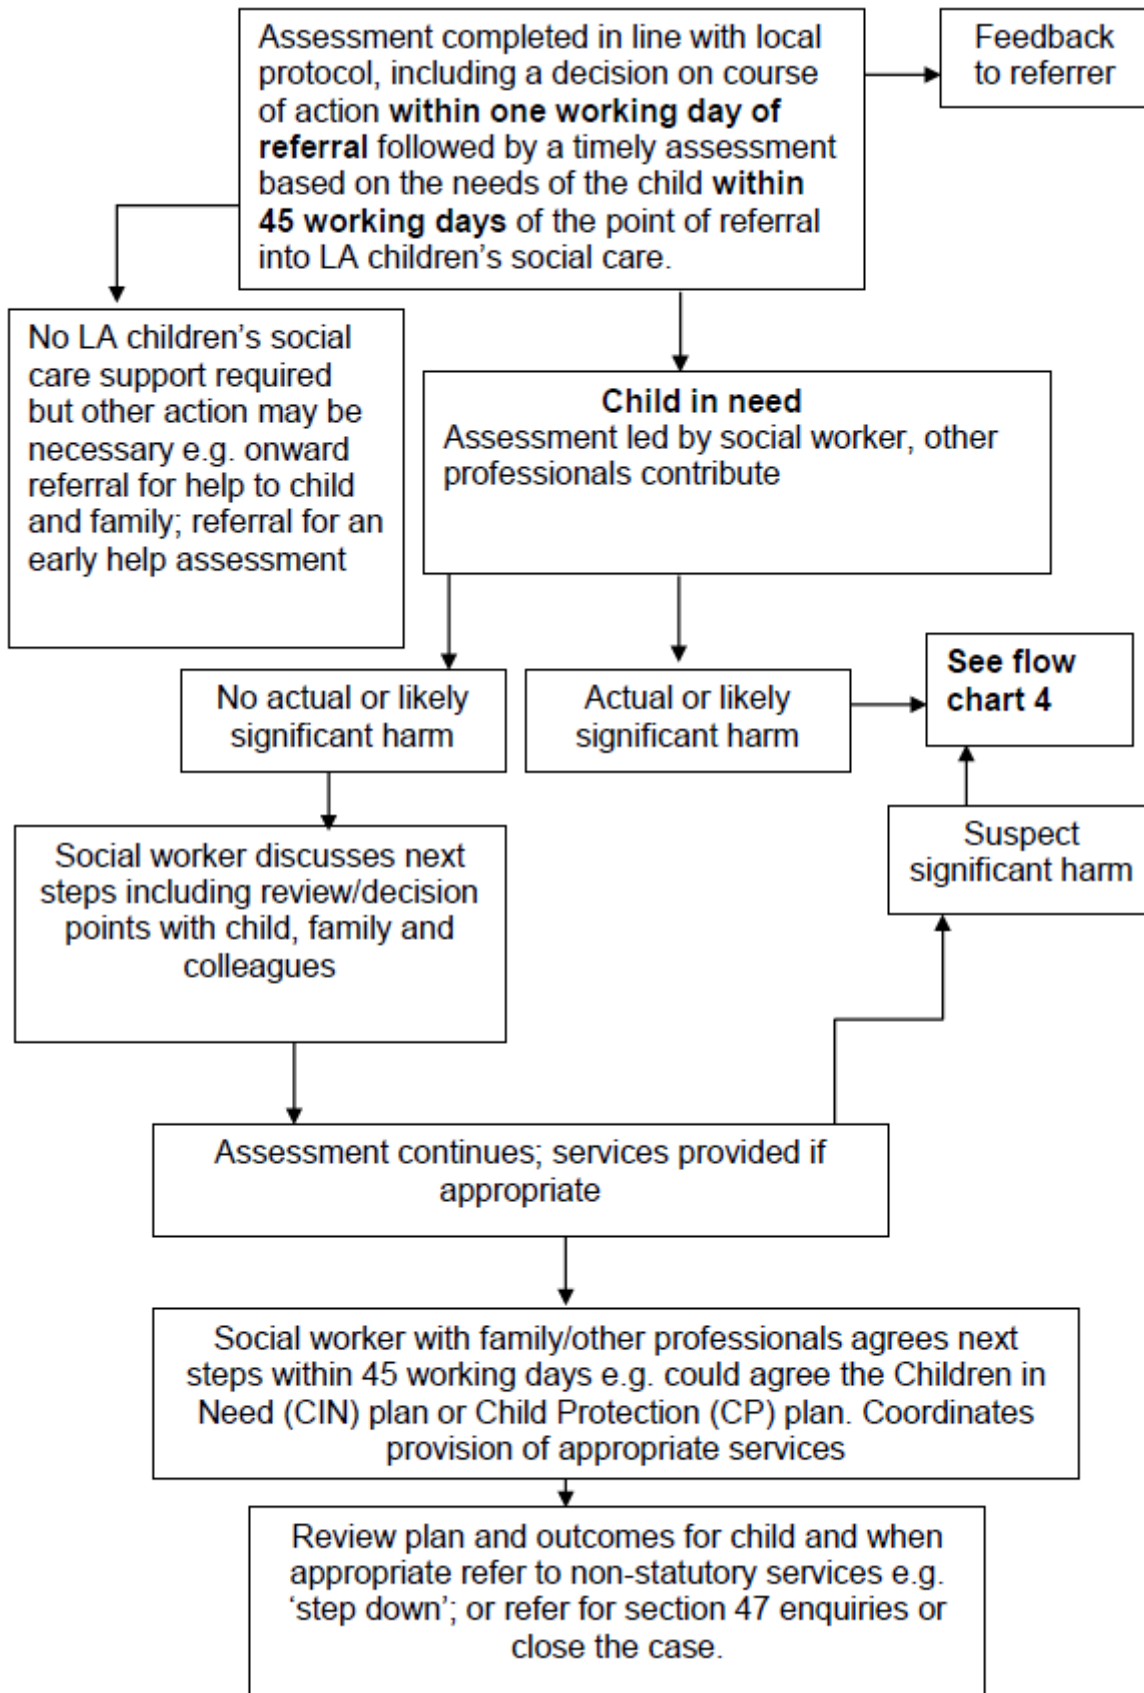 Assessment completed in line with local
protocol, including a decision on course
of action within one working day of
referral followed by a timely assessment
based on the needs of the child within
45 working days of the point of referral
into LA children’s social care.
Feedback
to referrer
No LA children’s social
care support required
but other action may be
necessary e.g. onward
referral for help to child
and family; referral for an
early help assessment
Child in need
Assessment led by social worker, other
professionals contribute
No actual or likely
significant harm
Actual or likely
significant harm
See flow
chart 4
Suspect
significant harm
Social worker discusses next
steps including review/decision
points with child, family and
colleagues
Assessment continues; services provided if
appropriate
Social worker with family/other professionals agrees next
steps within 45 working days e.g. could agree the Children in
Need (CIN) plan or Child Protection (CP) plan. Coordinates
provision of appropriate services
Review plan and outcomes for child and when
appropriate refer to non-statutory services e.g.
‘step down’; or refer for section 47 enquiries or
close the case.